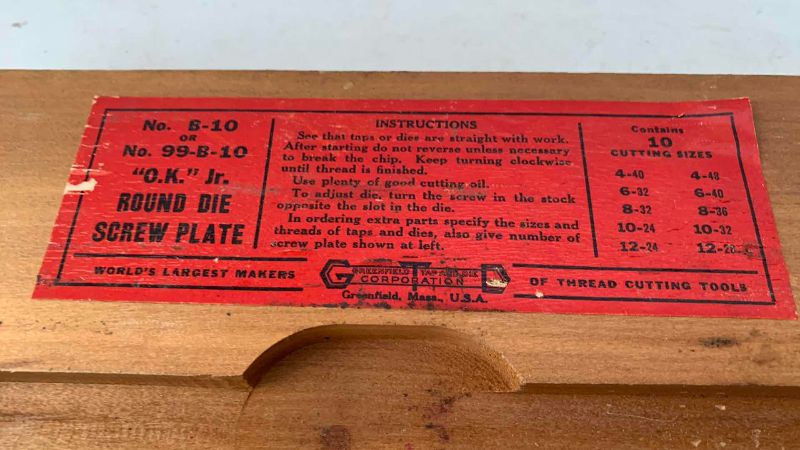 No. B-10
OR
No. 99-B-10
"O.K." Jr.
ROUND DIE
SCREW PLATE
INSTRUCTIONS
See that taps or dies are straight with work.
After starting do not reverse unless necessary
to break the chip. Keep turning clockwise
until thread is finished.
Use plenty of good cutting oil.
To adjust die, turn the screw in the stock
opposite the slot in the die.
In ordering extra parts specify the sizes and
threads of taps and dies, also give number of
screw plate shown at left.
Contains
10
CUTTING SIZES
4-40 4-48
6-32 6-40
8-32 8-36
10-24 10-32
12-24 12-28
WORLD'S LARGEST MAKERS
GREENFIELD TAP AND DIE
CORPORATION
Greenfield, Mass., U.S.A.
OF THREAD CUTTING TOOLS